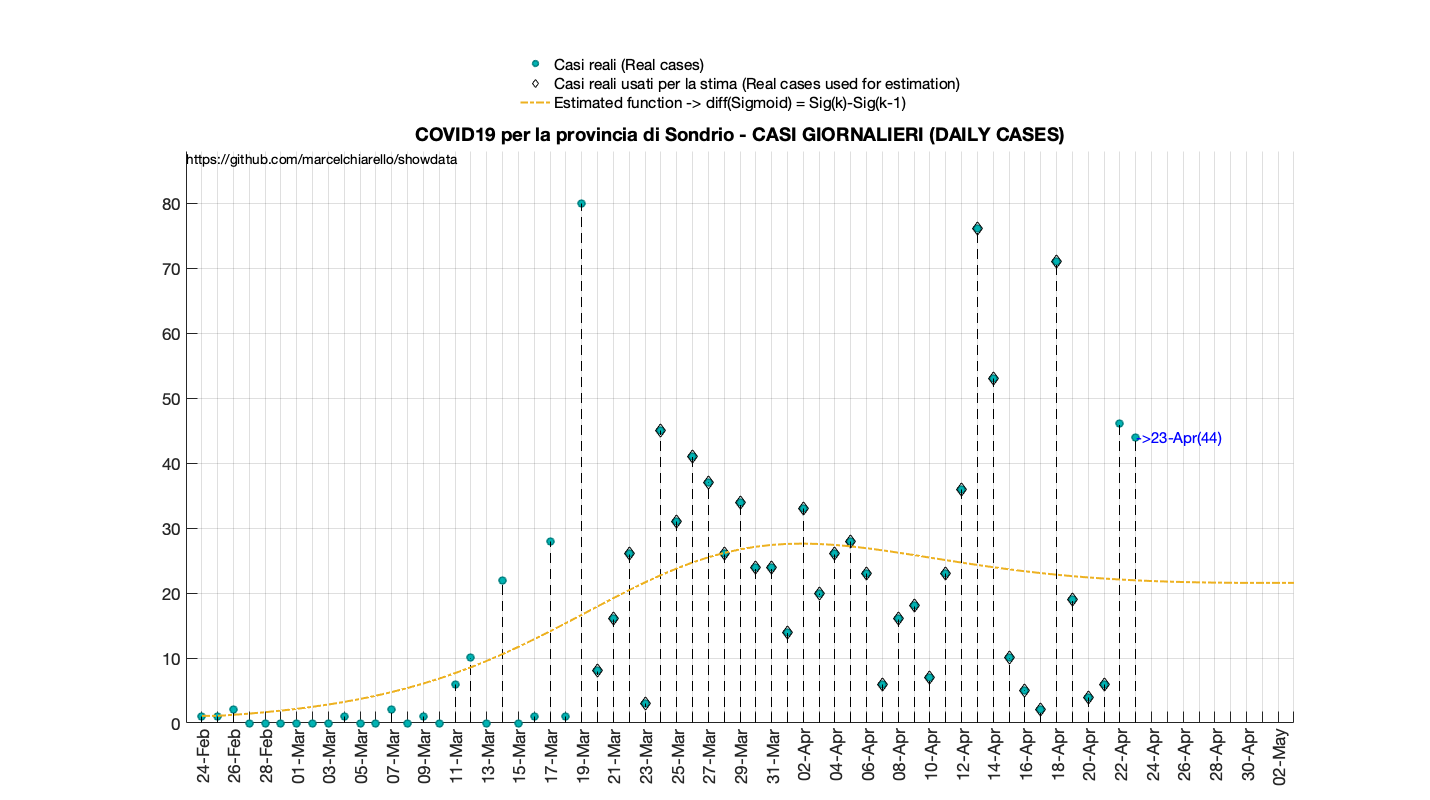 Casi reali (Real cases)
Casi reali usati per la stima (Real cases used for estimation)
Estimated function -> diff(Sigmoid) = Sig(k)-Sig(k-1)
COVID19 per la provincia di Sondrio - CASI GIORNALIERI (DAILY CASES)
https://github.com/marcelchiarello/showdata
80
70
60
50
40
30
20
10
0
->23-Apr(44)
24-Feb
26-Feb
28-Feb
01-Mar
03-Mar
05-Mar
07-Mar
09-Mar
11-Mar
13-Mar
15-Mar
17-Mar
19-Mar
21-Mar
23-Mar
25-Mar
27-Mar
29-Mar
31-Mar
02-Apr
04-Apr
06-Apr
08-Apr
10-Apr
12-Apr
14-Apr
16-Apr
18-Apr
20-Apr
22-Apr
24-Apr
26-Apr
28-Apr
30-Apr
02-May